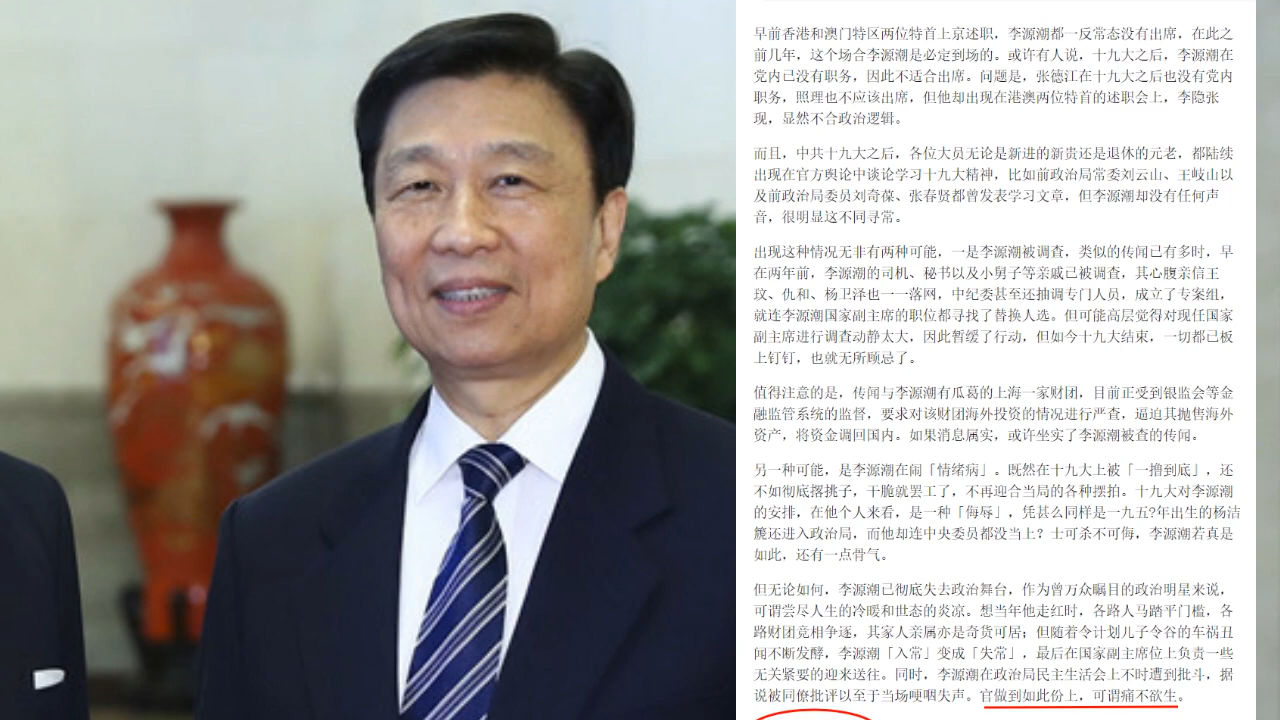 早前香港和澳门特区两位特首上京述职，李源潮都一反常态没有出席，在此之
前几年，这个场合李源潮是必定到场的。或许有人说，十九大之后，李源潮在
党内已没有职务，因此不适合出席。问题是，张德江在十九大之后也没有党内
职务，照理也不应该出席，但他却出现在港澳两位特首的述职会上，李隐张
现，显然不合政治逻辑。
而且，中共十九大之后，各位大员无论是新进的新贵还是退休的元老，都陆续
出现在官方舆论中谈论学习十九大精神，比如前政治局常委刘云山、王岐山以
及前政治局委员刘奇葆、张春贤都曾发表学习文章，但李源潮却没有任何声
音，很明显这不同寻常。
出现这种情况无非有两种可能，一是李源潮被调查，类似的传闻已有多时，早
在两年前，李源潮的司机、秘书以及小舅子等亲戚已被调查，其心腹亲信王
珉、仇和、杨卫泽也一一落网，中纪委甚至还抽调专门人员，成立了专案组，
就连李源潮国家副主席的职位都寻找了替换人选。但可能高层觉得对现任国家
副主席进行调查动静太大，因此暂缓了行动，但如今十九大结束，一切都已板
上钉钉，也就无所顾忌了。
值得注意的是，传闻与李源潮有瓜葛的上海一家财团，目前正受到银监会等金
融监管系统的监督，要求对该财团海外投资的情况进行严查，逼迫其抛售海外
资产，将资金调回国内。如果消息属实，或许坐实了李源潮被查的传闻。
另一种可能，是李源潮在闹「情绪病」。既然在十九大上被「一撸到底」，还
不如彻底撂挑子，干脆就罢工了，不再迎合当局的各种摆拍。十九大对李源潮
的安排，在他个人来看，是一种「侮辱」，凭甚么同样是一九五?年出生的杨洁
篪还进入政治局，而他却连中央委员都没当上？士可杀不可侮，李源潮若真是
如此，还有一点骨气。
但无论如何，李源潮已彻底失去政治舞台，作为曾万众瞩目的政治明星来说，
可谓尝尽人生的冷暖和世态的炎凉。想当年他走红时，各路人马踏平门槛，各
路财团竞相争逐，其家人亲属亦是奇货可居；但随着令计划儿子令谷的车祸丑
闻不断发酵，李源潮「入常」变成「失常」，最后在国家副主席位上负责一些
无关紧要的迎来送往。同时，李源潮在政治局民主生活会上不时遭到批斗，据
说被同僚批评以至于当场哽咽失声。官做到如此份上，可谓痛不欲生。